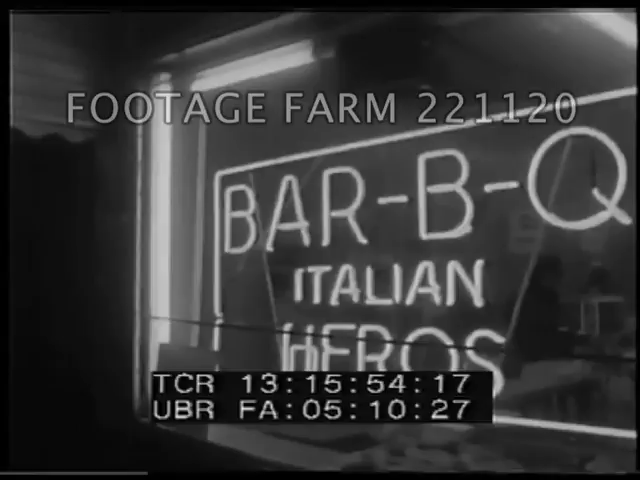 FOOTAGE FARM 221120
BAR-B-Q
ITALIAN
HEROS
TCR 13:15:54:17
UBR FA:05:10:27